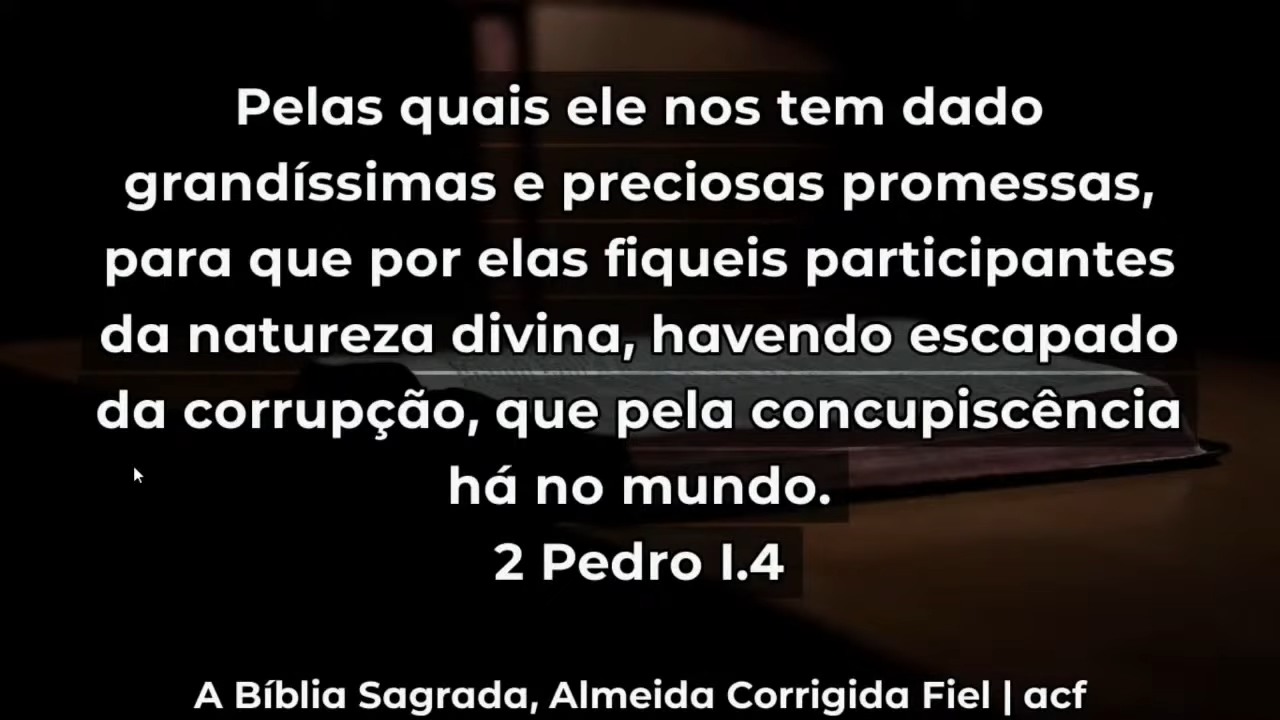 Pelas quais ele nos tem dado
grandíssimas e preciosas promessas,
para que por elas fiqueis participantes
da natureza divina, havendo escapado
da corrupção, que pela concupiscência
há no mundo.
2 Pedro I.4
A Bíblia Sagrada, Almeida Corrigida Fiel | acf